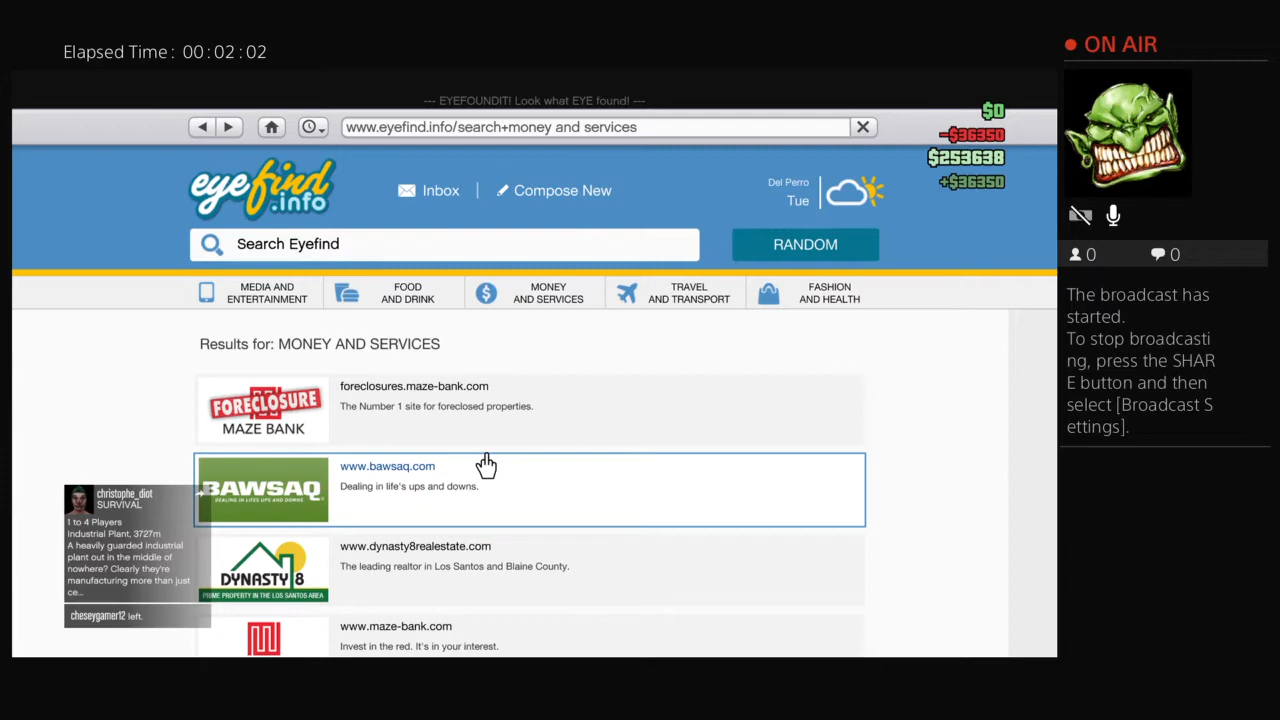 Elapsed Time: 00:02:02
ON AIR
--- EYEFOUNDIT! Look what EYE found! ---
www.eyefind.info/search+money and services
$0
-$36350
$253638
+$36350
eyefind
.info
Inbox
Compose New
Del Perro
Tue
Search Eyefind
RANDOM
MEDIA AND
ENTERTAINMENT
FOOD
AND DRINK
MONEY
AND SERVICES
TRAVEL
AND TRANSPORT
FASHION
AND HEALTH
Results for: MONEY AND SERVICES
FORECLOSURE
MAZE BANK
foreclosures.maze-bank.com
The Number 1 site for foreclosed properties.
BAWSAQ
DEALING IN LIFE'S UPS AND DOWNS
www.bawsaq.com
Dealing in life's ups and downs.
DYNASTY 8
PRIME PROPERTY IN THE LOS SANTOS AREA
www.dynasty8realestate.com
The leading realtor in Los Santos and Blaine County.
www.maze-bank.com
Invest in the red. It's in your interest.
christophe_diot
SURVIVAL
1 to 4 Players
Industrial Plant, 3727m
A heavily guarded industrial
plant out in the middle of
nowhere? Clearly they're
manufacturing more than just
ce...
cheseygamer12 left.
0
0
The broadcast has
started.
To stop broadcasti
ng, press the SHAR
E button and then
select [Broadcast S
ettings].